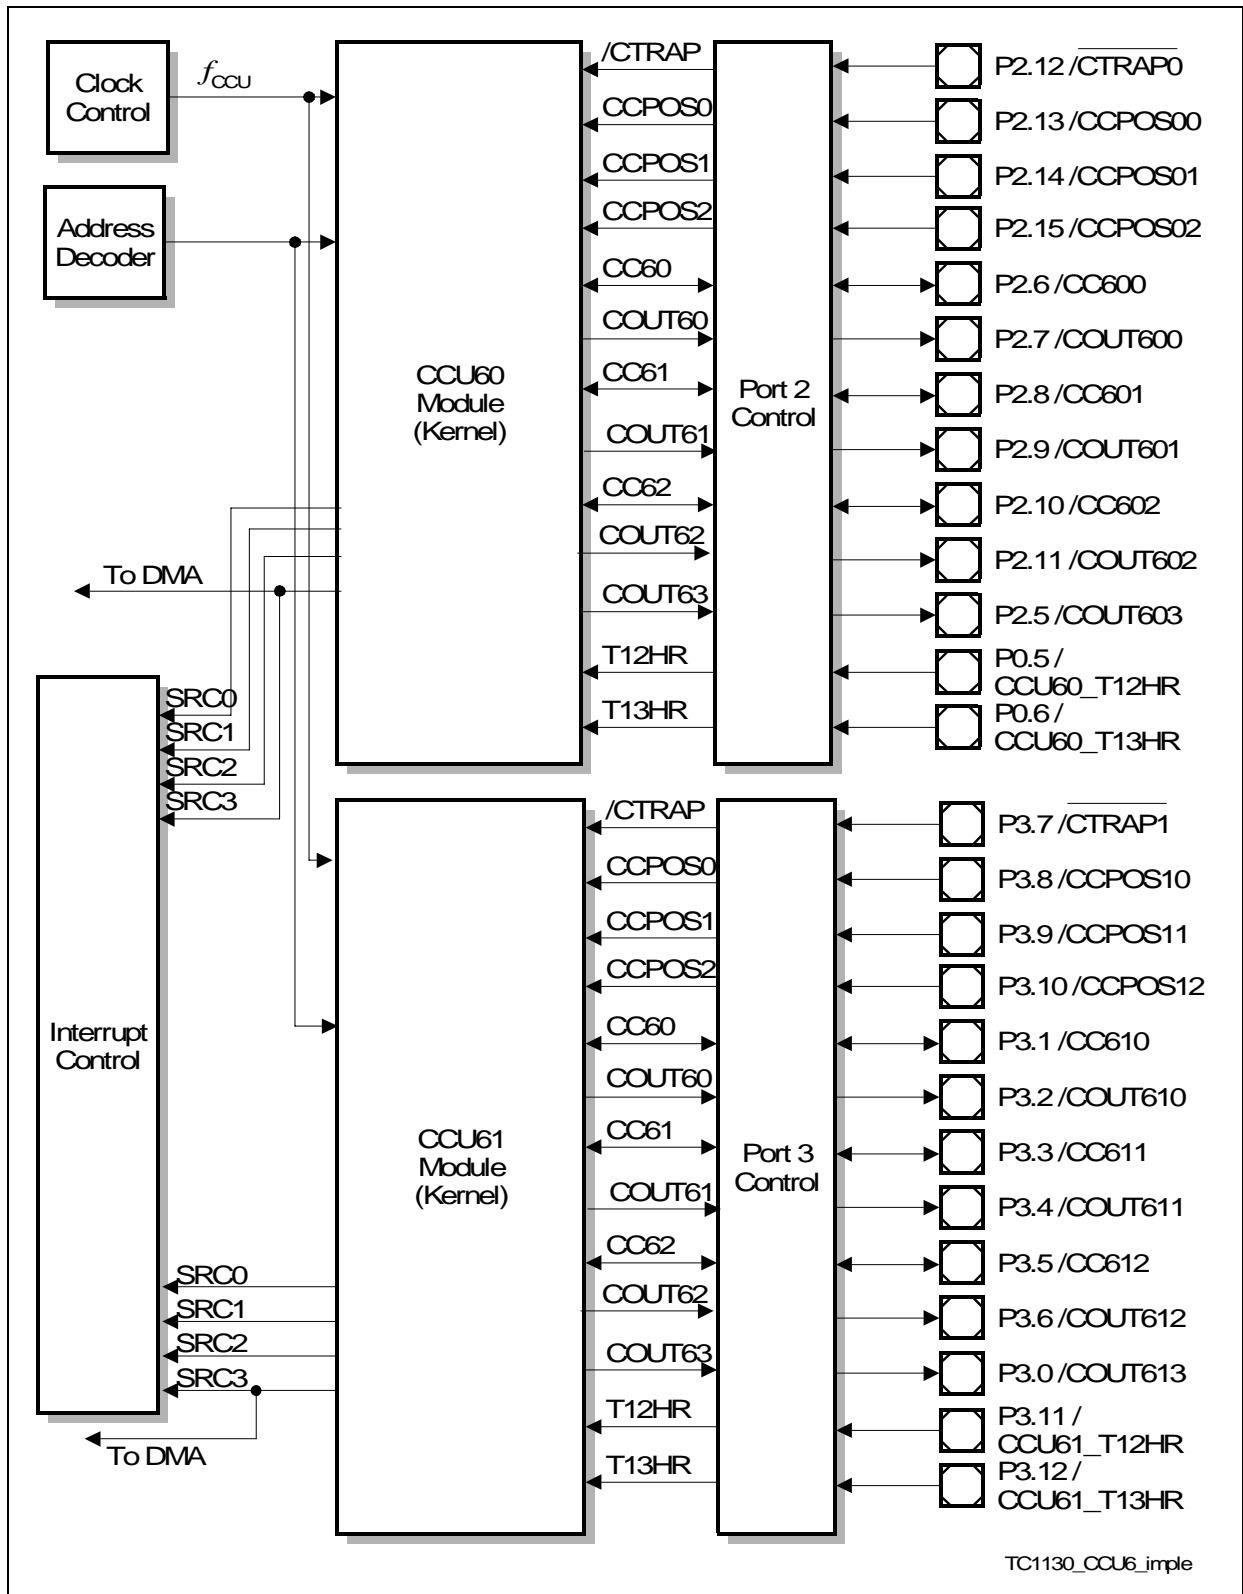 Clock
Control
fCCU
Address
Decoder
CCU60
Module
(Kernel)
/CTRAP
CCPOS0
CCPOS1
CCPOS2
CC60
COUT60
CC61
COUT61
CC62
COUT62
COUT63
T12HR
T13HR
Port 2
Control
P2.12 /CTRAP0
P2.13 /CCPOS00
P2.14 /CCPOS01
P2.15 /CCPOS02
P2.6 /CC600
P2.7 /COUT600
P2.8 /CC601
P2.9 /COUT601
P2.10 /CC602
P2.11 /COUT602
P2.5 /COUT603
P0.5 /
CCU60_T12HR
P0.6 /
CCU60_T13HR
To DMA
SRC0
SRC1
SRC2
SRC3
Interrupt
Control
SRC0
SRC1
SRC2
SRC3
To DMA
CCU61
Module
(Kernel)
/CTRAP
CCPOS0
CCPOS1
CCPOS2
CC60
COUT60
CC61
COUT61
CC62
COUT62
COUT63
T12HR
T13HR
Port 3
Control
P3.7 /CTRAP1
P3.8 /CCPOS10
P3.9 /CCPOS11
P3.10 /CCPOS12
P3.1 /CC610
P3.2 /COUT610
P3.3 /CC611
P3.4 /COUT611
P3.5 /CC612
P3.6 /COUT612
P3.0 /COUT613
P3.11 /
CCU61_T12HR
P3.12 /
CCU61_T13HR
TC1130_CCU6_imple